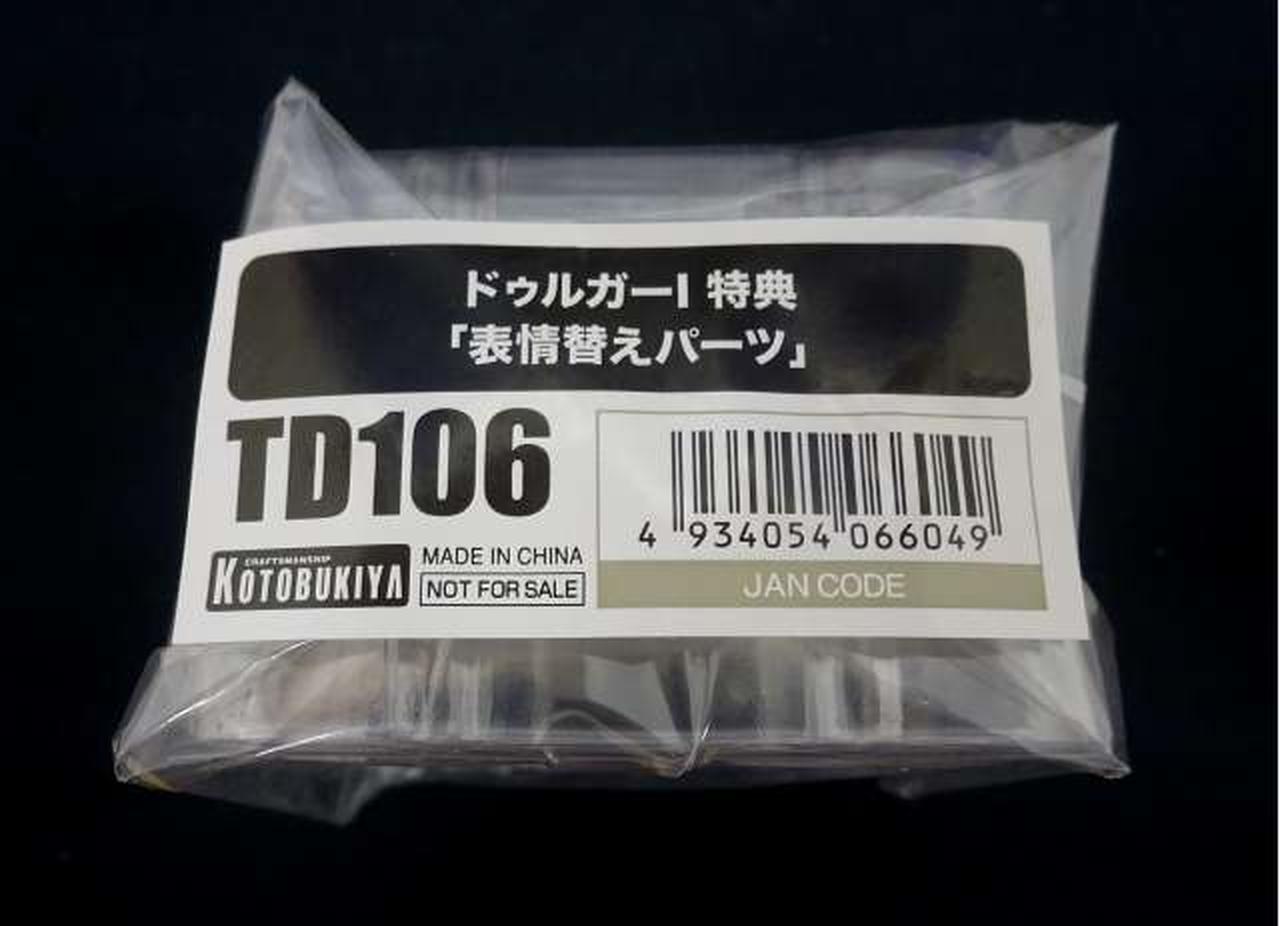 ドゥルガーI 特典
「表情替えパーツ」
TD106
CRAFTSMANSHIP
KOTOBUKIYA
MADE IN CHINA
NOT FOR SALE
4 934054 066049
JAN CODE